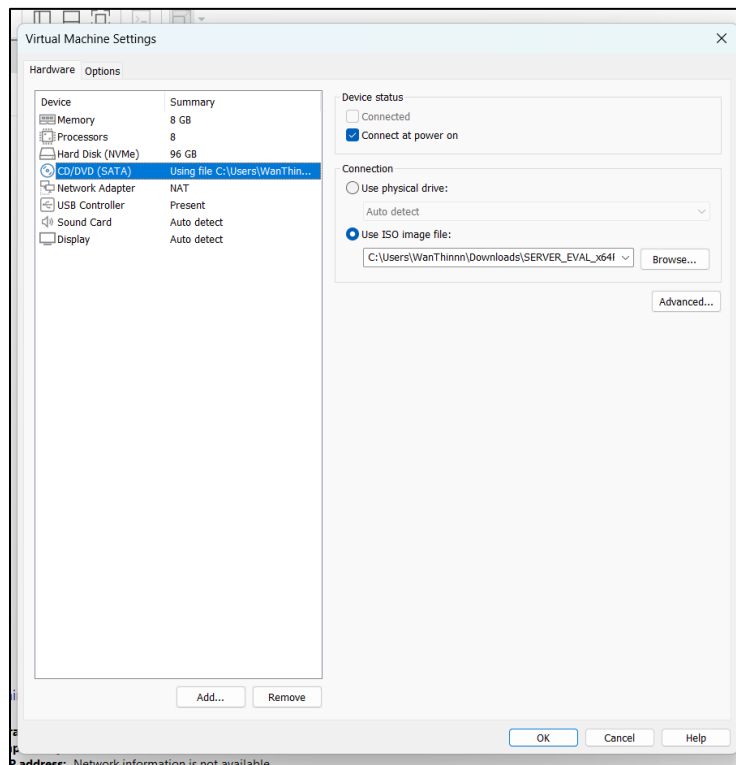 Virtual Machine Settings
Hardware Options
Device Summary
Memory 8 GB
Processors 8
Hard Disk (NVMe) 96 GB
CD/DVD (SATA) Using file C:\Users\WanThin...
Network Adapter NAT
USB Controller Present
Sound Card Auto detect
Display Auto detect
Add... Remove
Device status
Connected
Connect at power on
Connection
Use physical drive:
Auto detect
Use ISO image file:
C:\Users\WanThinnn\Downloads\SERVER_EVAL_x64F
Browse...
Advanced...
OK Cancel Help
address: Network information is not available